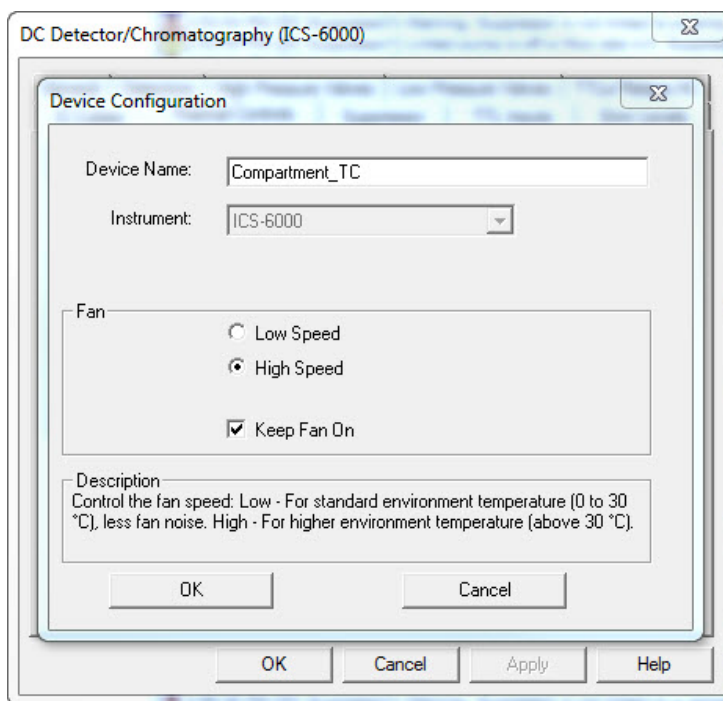 DC Detector/Chromatography (ICS-6000)
Device Configuration
Device Name: Compartment_TC
Instrument: ICS-6000
Fan
Low Speed
High Speed
Keep Fan On
Description
Control the fan speed: Low - For standard environment temperature (0 to 30
°C), less fan noise. High - For higher environment temperature (above 30 °C).
OK Cancel
OK Cancel Apply Help